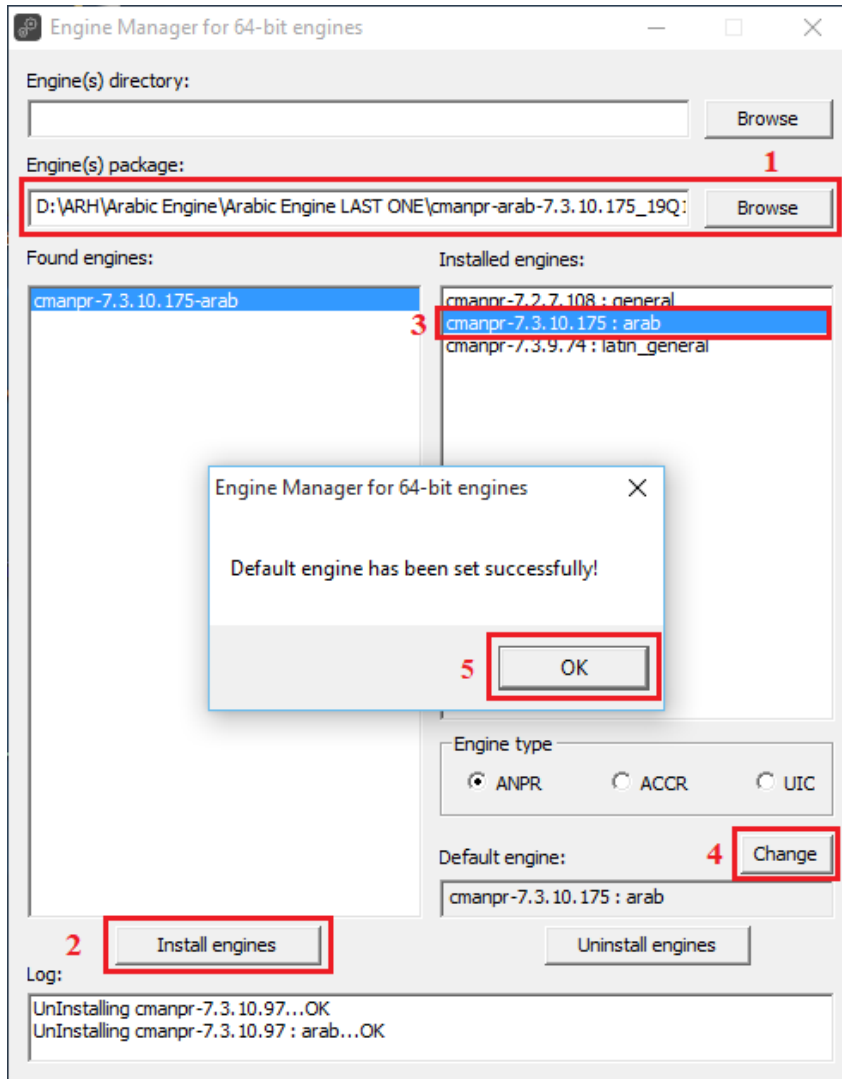 Engine Manager for 64-bit engines
Engine(s) directory:
Browse
Engine(s) package:
1
D:\ARH\Arabic Engine\Arabic Engine LAST ONE\cmanpr-arab-7.3.10.175_19Q1
Browse
Found engines:
Installed engines:
cmanpr-7.3.10.175-arab
cmanpr-7.2.7.108 : general
3
cmanpr-7.3.10.175 : arab
cmanpr-7.3.9.74 : latin_general
Engine Manager for 64-bit engines
Default engine has been set successfully!
5
OK
Engine type
ANPR
ACCR
UIC
Default engine:
4
Change
cmanpr-7.3.10.175 : arab
2
Install engines
Uninstall engines
Log:
UnInstalling cmanpr-7.3.10.97...OK
UnInstalling cmanpr-7.3.10.97 : arab...OK